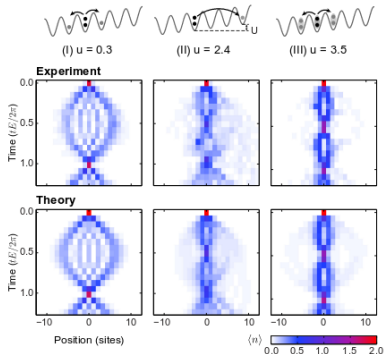 U
(I) u = 0.3 (II) u = 2.4 (III) u = 3.5
Experiment
Time (tE/2π)
0.0
0.5
1.0
Theory
Time (tE/2π)
0.0
0.5
1.0
−10 0 10 −10 0 10 −10 0 10
Position (sites) Position (sites) ⟨n⟩
0.0 0.5 1.0 1.5 2.0